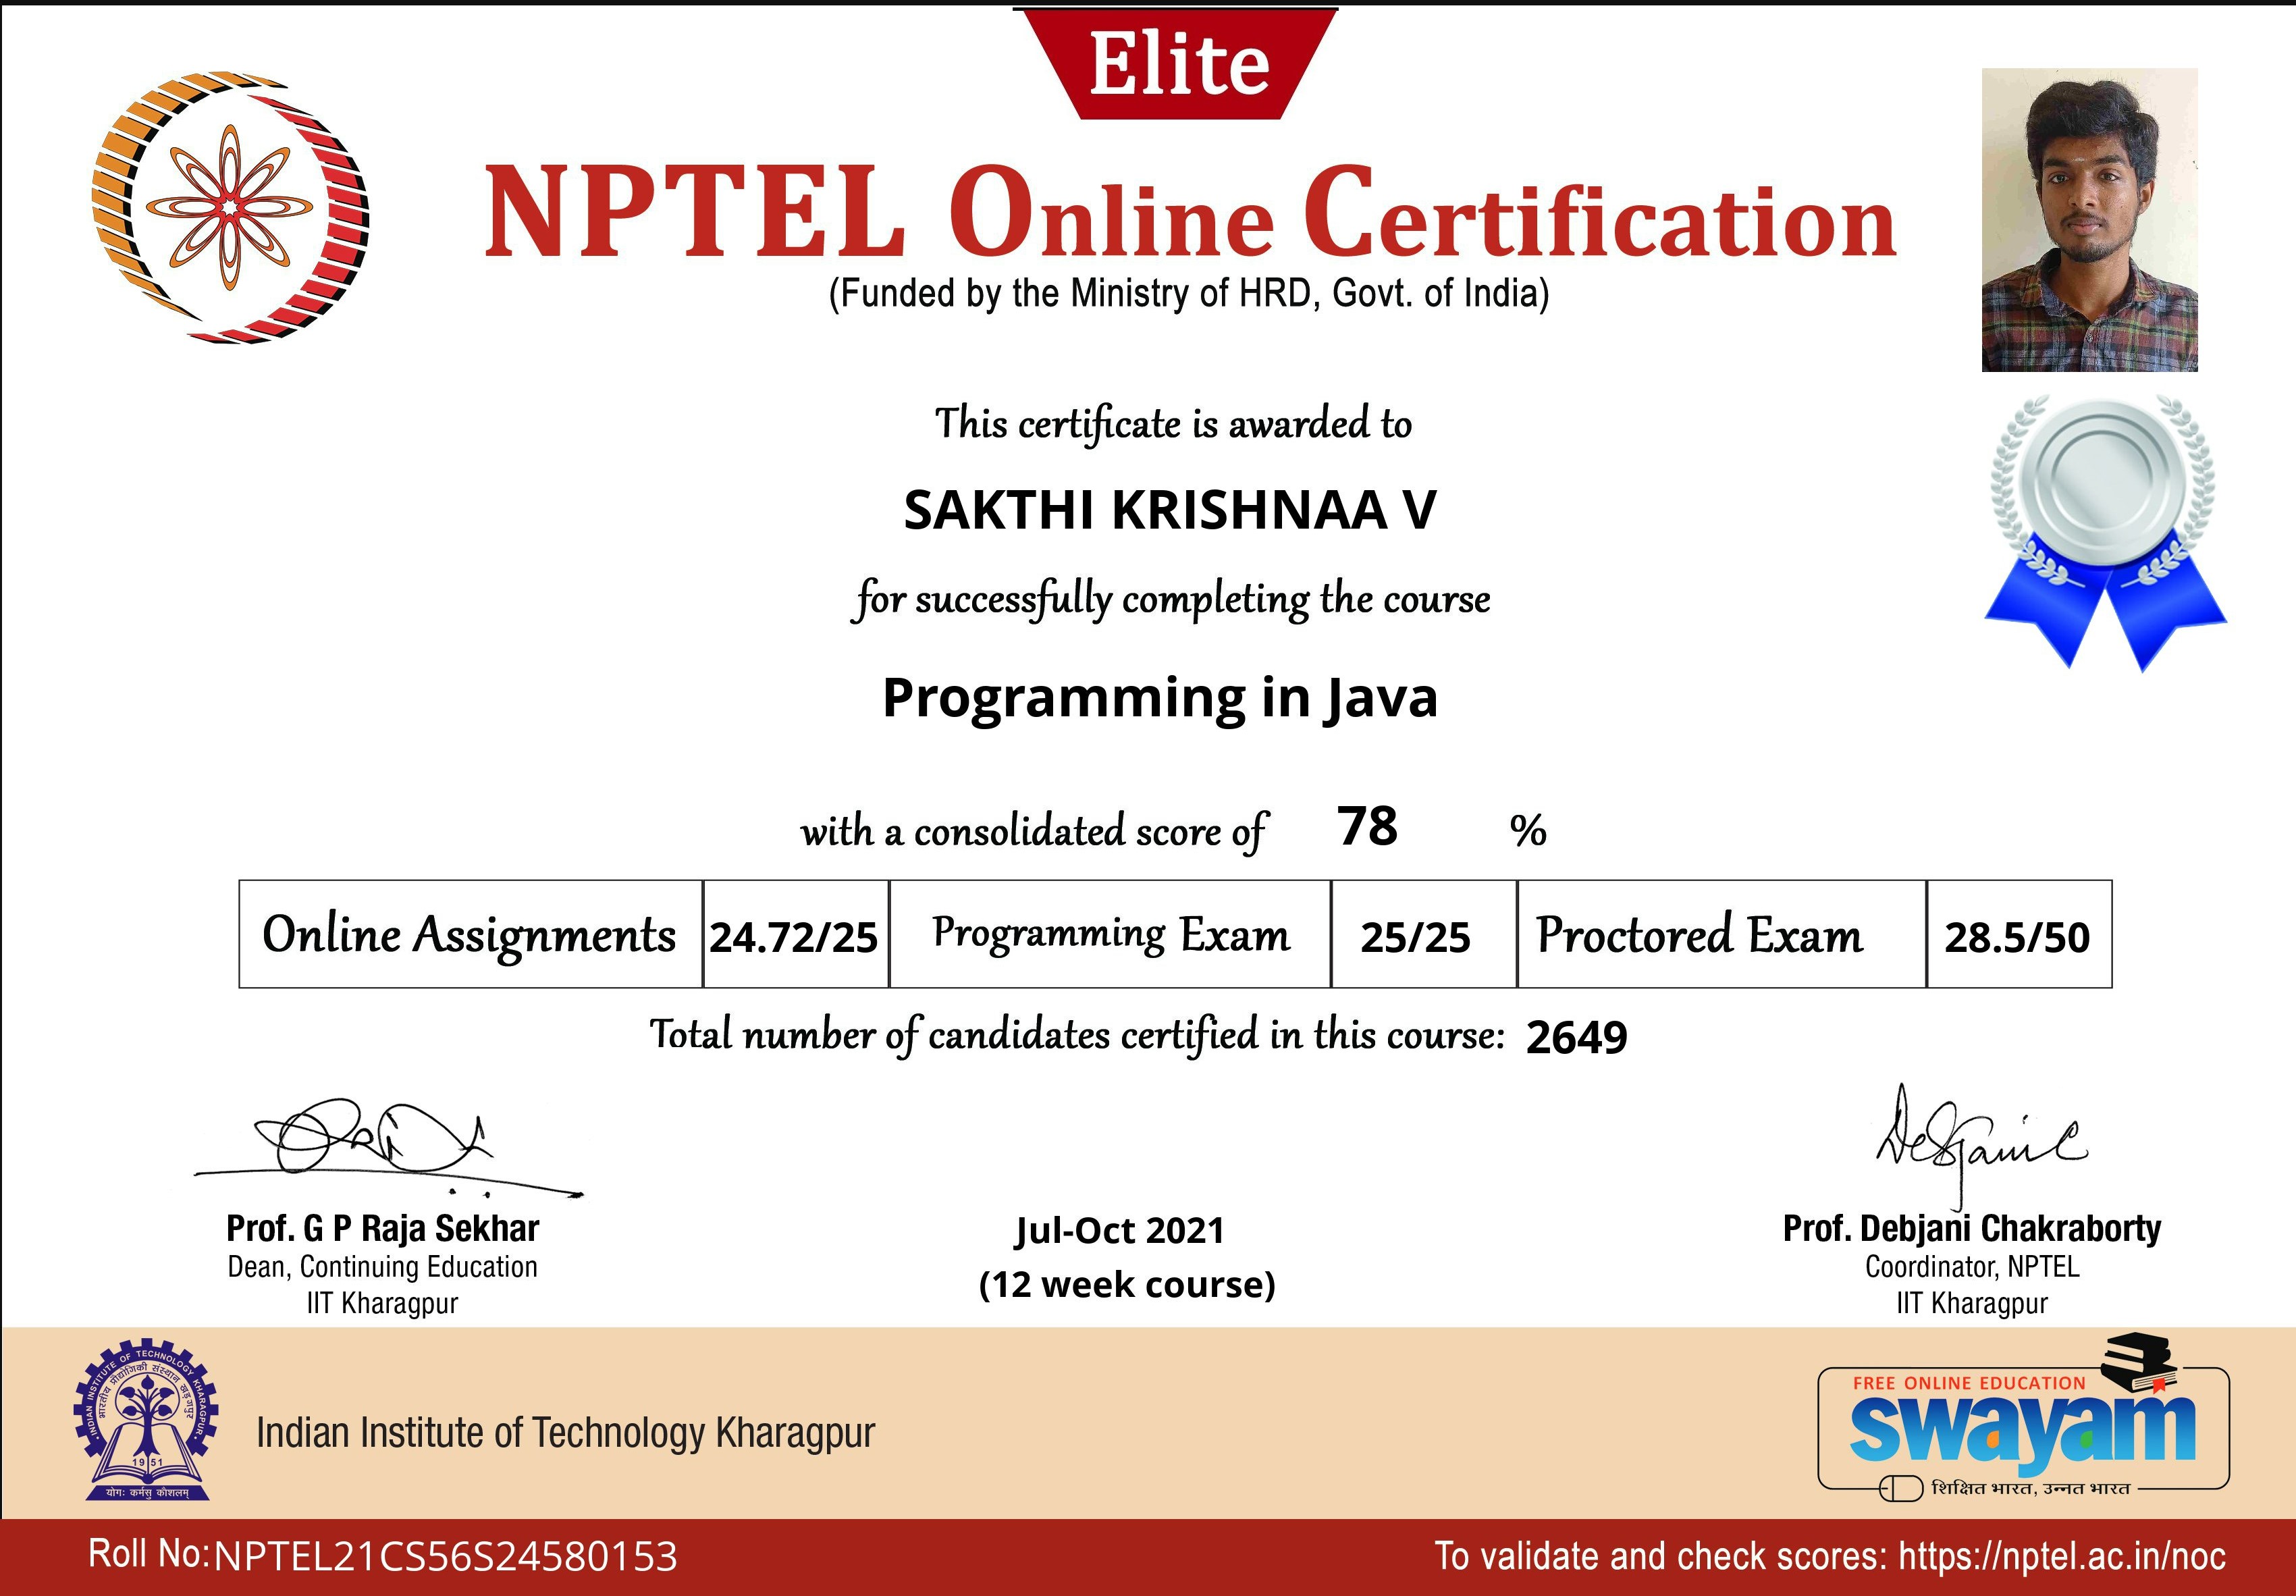 Elite
NPTEL Online Certification
(Funded by the Ministry of HRD, Govt. of India)
This certificate is awarded to
SAKTHI KRISHNAA V
for successfully completing the course
Programming in Java
with a consolidated score of 78 %
Online Assignments 24.72/25 Programming Exam 25/25 Proctored Exam 28.5/50
Total number of candidates certified in this course: 2649
Prof. G P Raja Sekhar
Dean, Continuing Education
IIT Kharagpur
Jul-Oct 2021
(12 week course)
Prof. Debjani Chakraborty
Coordinator, NPTEL
IIT Kharagpur
INDIAN INSTITUTE OF TECHNOLOGY KHARAGPUR
भारतीय प्रौद्योगिकी संस्थान खड़गपुर
1951
योगः कर्मसु कौशलम्
Indian Institute of Technology Kharagpur
FREE ONLINE EDUCATION
swayam
शिक्षित भारत, उन्नत भारत
Roll No:NPTEL21CS56S24580153
To validate and check scores: https://nptel.ac.in/noc